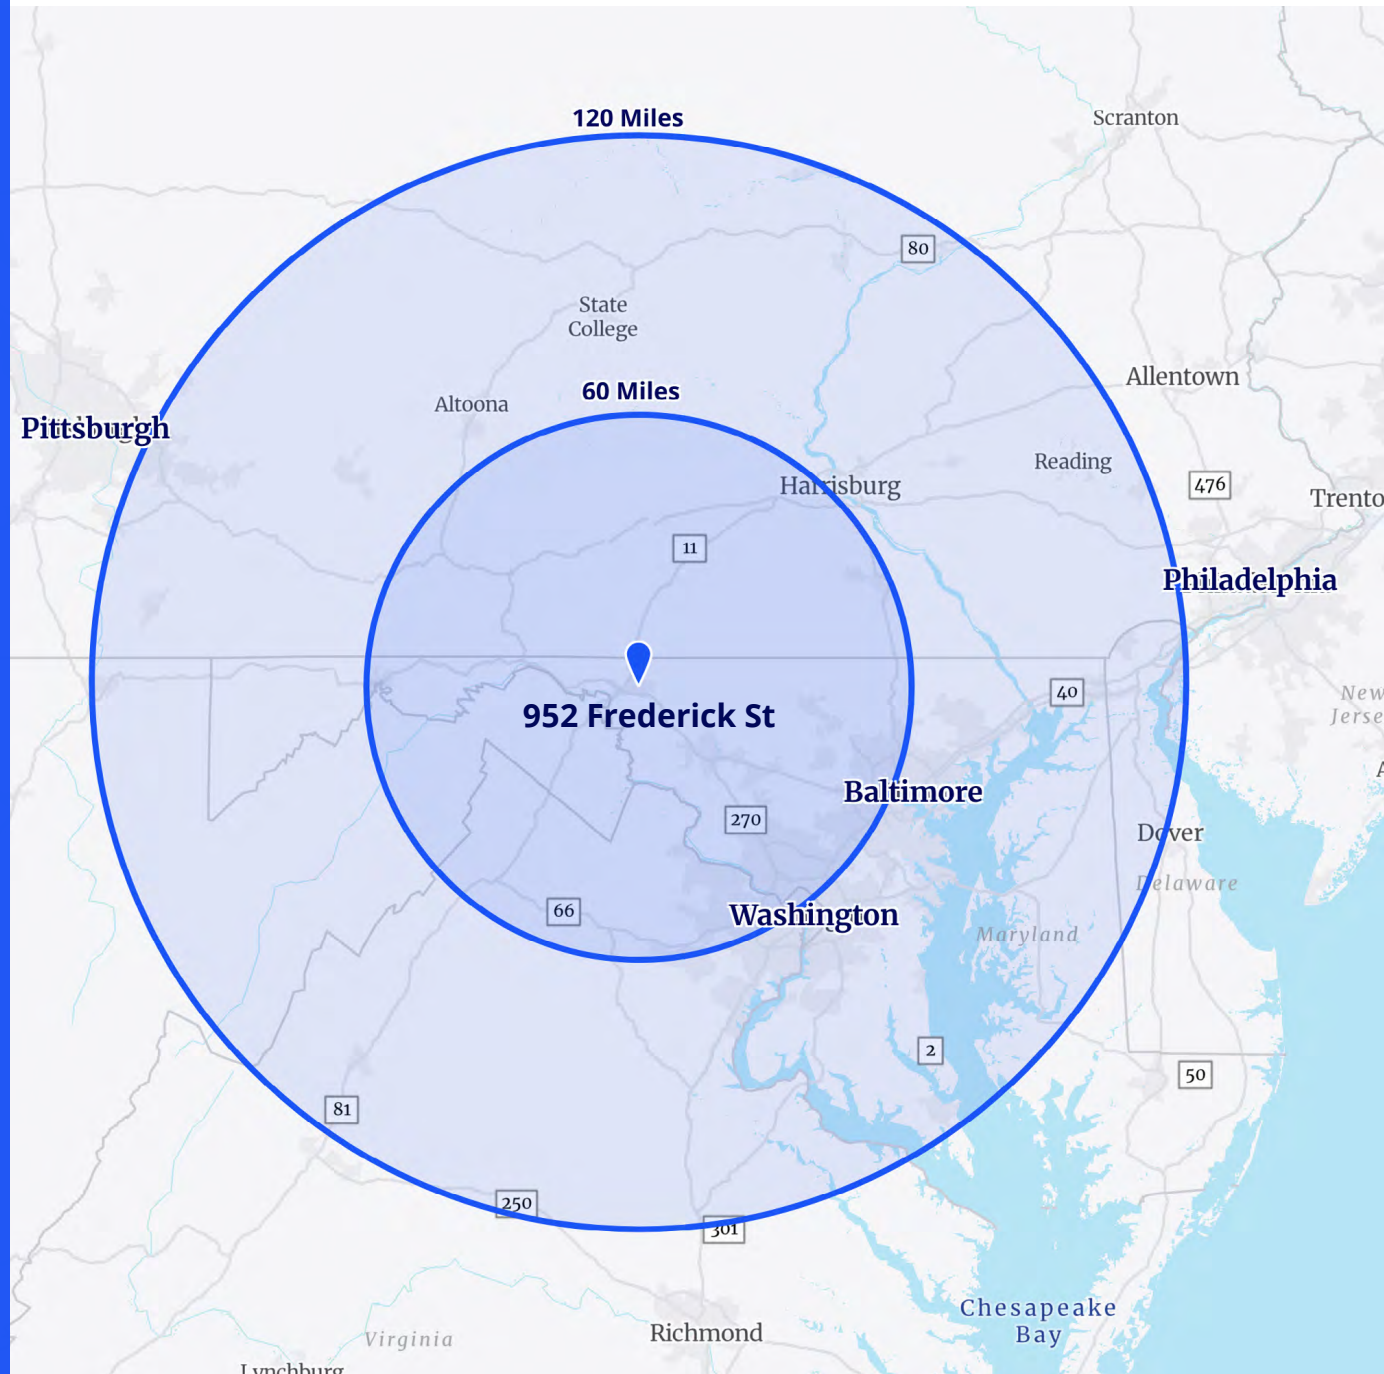 120 Miles
Scranton
80
State
College
Allentown
60 Miles
Altoona
Pittsburgh
Reading
Harrisburg
476
Trento
11
Philadelphia
40
New
Jerse
952 Frederick St
A
Baltimore
270
Dover
Delaware
66
Washington
Maryland
2
50
81
250
301
Chesapeake
Bay
Richmond
Virginia
Lynchburg